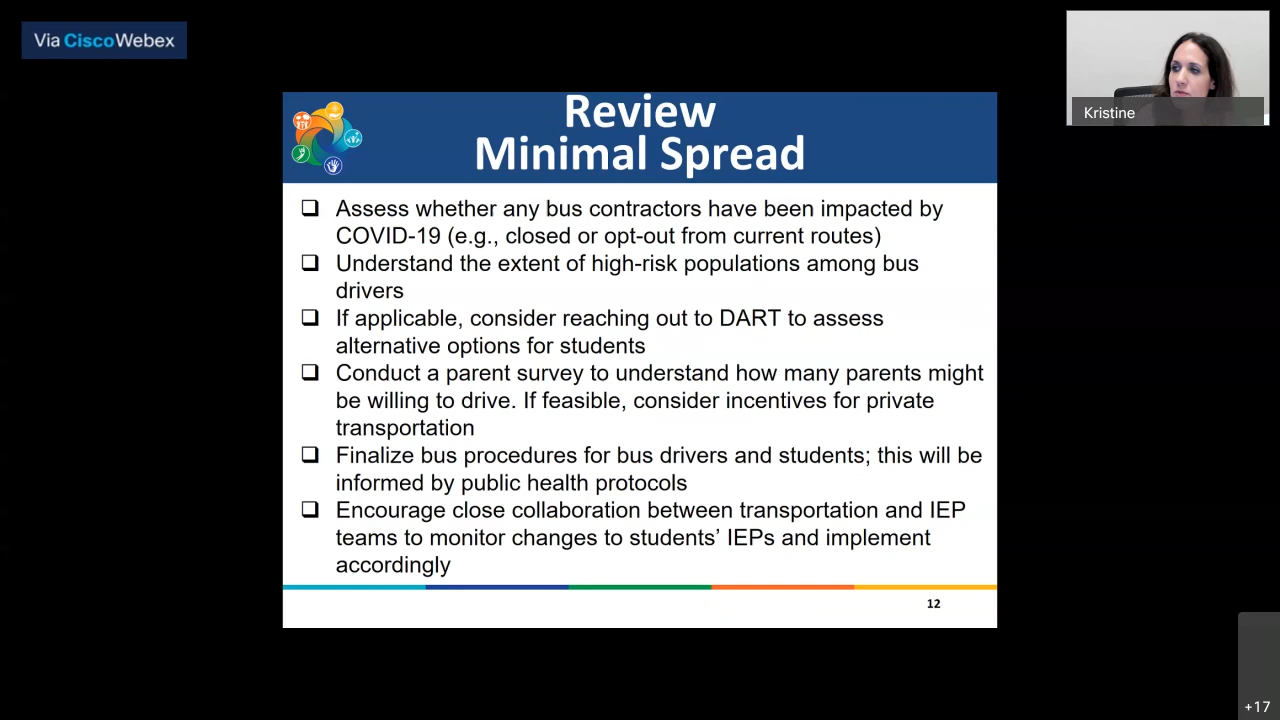 Via CiscoWebex
Kristine
Review
Minimal Spread
❑ Assess whether any bus contractors have been impacted by
COVID-19 (e.g., closed or opt-out from current routes)
❑ Understand the extent of high-risk populations among bus
drivers
❑ If applicable, consider reaching out to DART to assess
alternative options for students
❑ Conduct a parent survey to understand how many parents might
be willing to drive. If feasible, consider incentives for private
transportation
❑ Finalize bus procedures for bus drivers and students; this will be
informed by public health protocols
❑ Encourage close collaboration between transportation and IEP
teams to monitor changes to students’ IEPs and implement
accordingly
12
+17